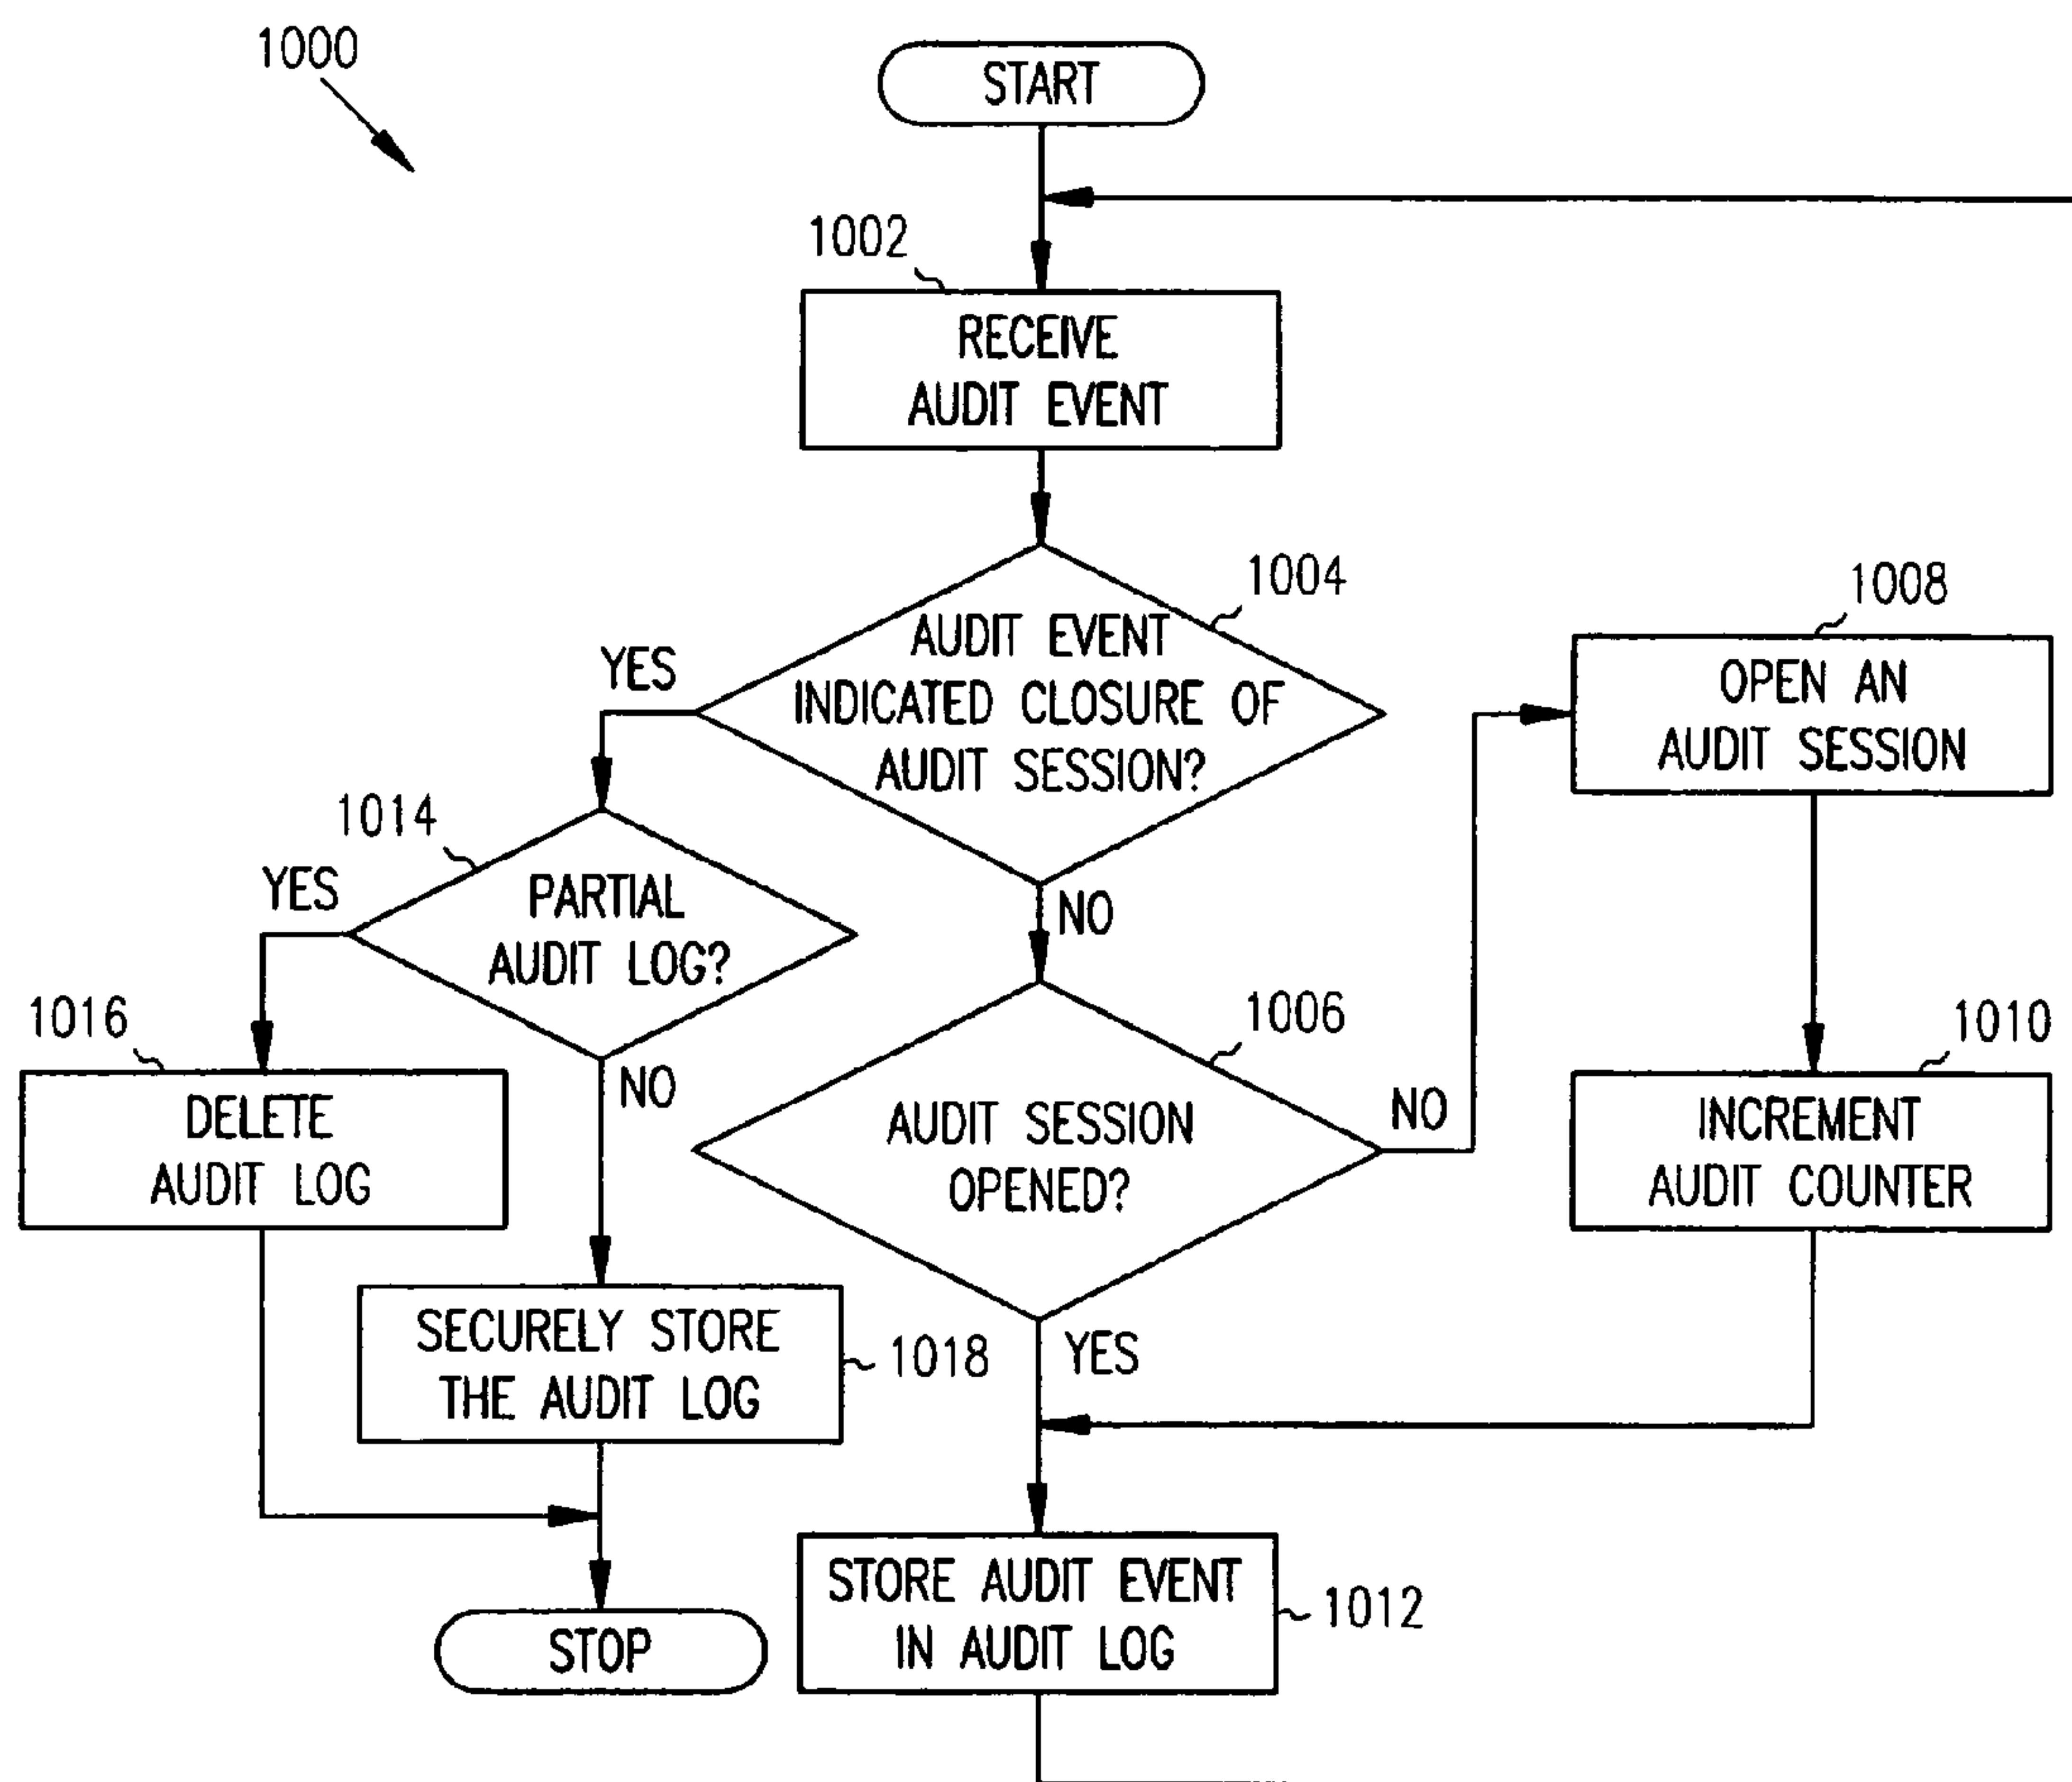 1000
START
1002
RECEIVE
AUDIT EVENT
1004
AUDIT EVENT
INDICATED CLOSURE OF
AUDIT SESSION?
YES
NO
1008
OPEN AN
AUDIT SESSION
1014
PARTIAL
AUDIT LOG?
YES
NO
1006
AUDIT SESSION
OPENED?
NO
YES
1010
INCREMENT
AUDIT COUNTER
1016
DELETE
AUDIT LOG
SECURELY STORE
THE AUDIT LOG
1018
STORE AUDIT EVENT
IN AUDIT LOG
1012
STOP